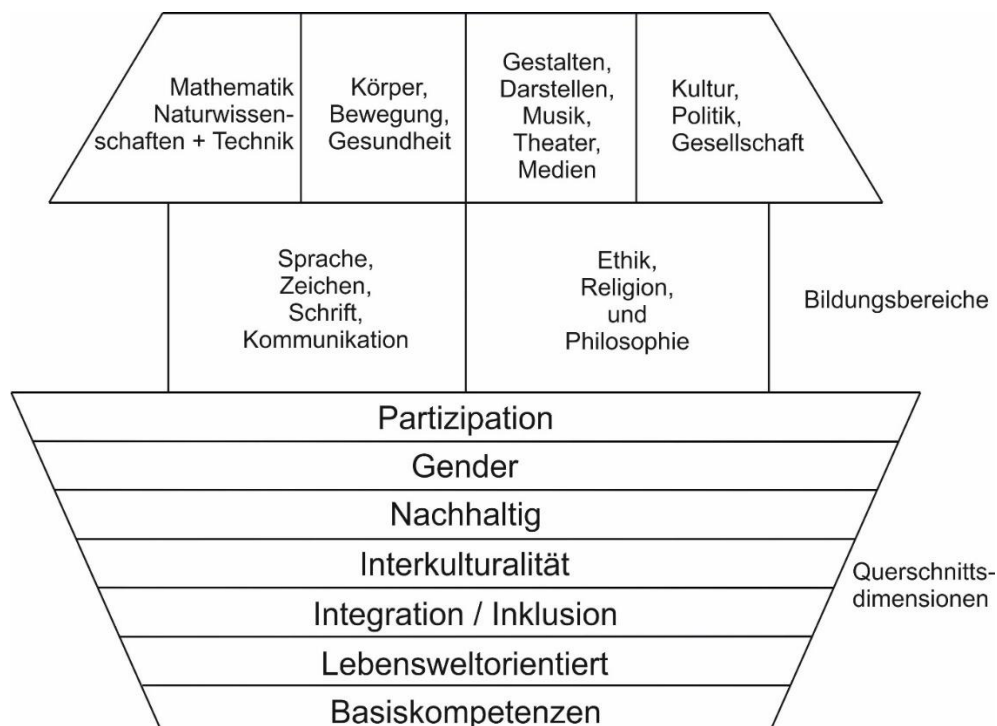 Mathematik
Naturwissen-
schaften + Technik
Körper,
Bewegung,
Gesundheit
Gestalten,
Darstellen,
Musik,
Theater,
Medien
Kultur,
Politik,
Gesellschaft
Sprache,
Zeichen,
Schrift,
Kommunikation
Ethik,
Religion,
und
Philosophie
Bildungsbereiche
Partizipation
Gender
Nachhaltig
Interkulturalität
Integration / Inklusion
Lebensweltorientiert
Basiskompetenzen
Querschnitts-
dimensionen